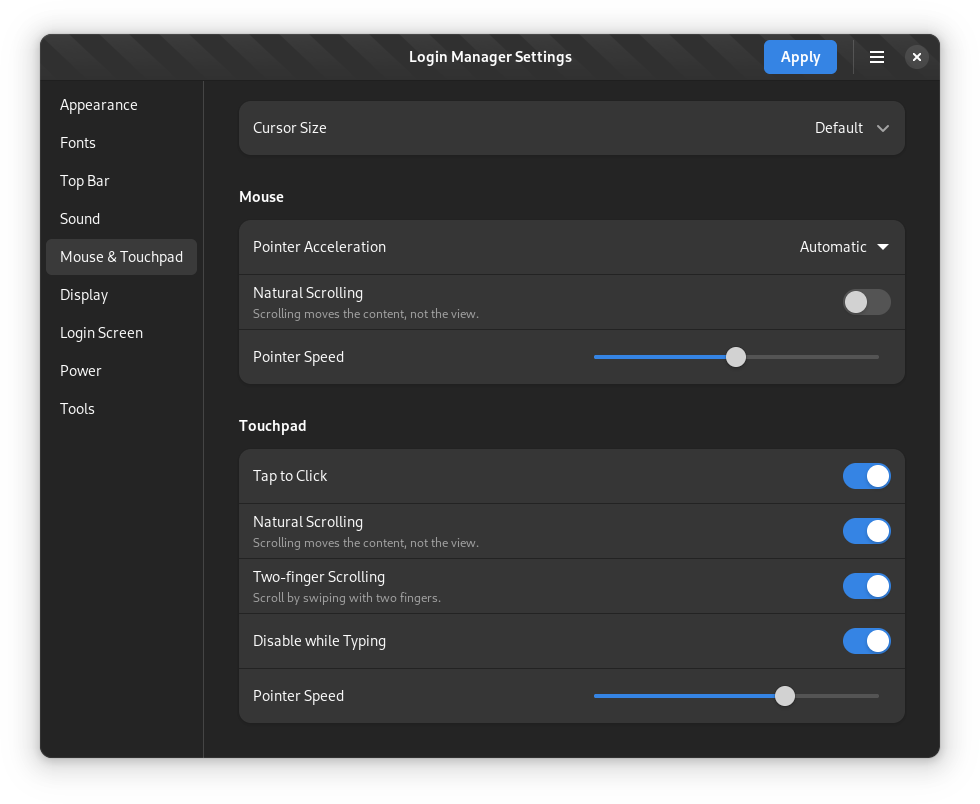 Login Manager Settings
Apply
Appearance
Fonts
Top Bar
Sound
Mouse & Touchpad
Display
Login Screen
Power
Tools
Cursor Size
Default
Mouse
Pointer Acceleration
Automatic
Natural Scrolling
Scrolling moves the content, not the view.
Pointer Speed
Touchpad
Tap to Click
Natural Scrolling
Scrolling moves the content, not the view.
Two-finger Scrolling
Scroll by swiping with two fingers.
Disable while Typing
Pointer Speed